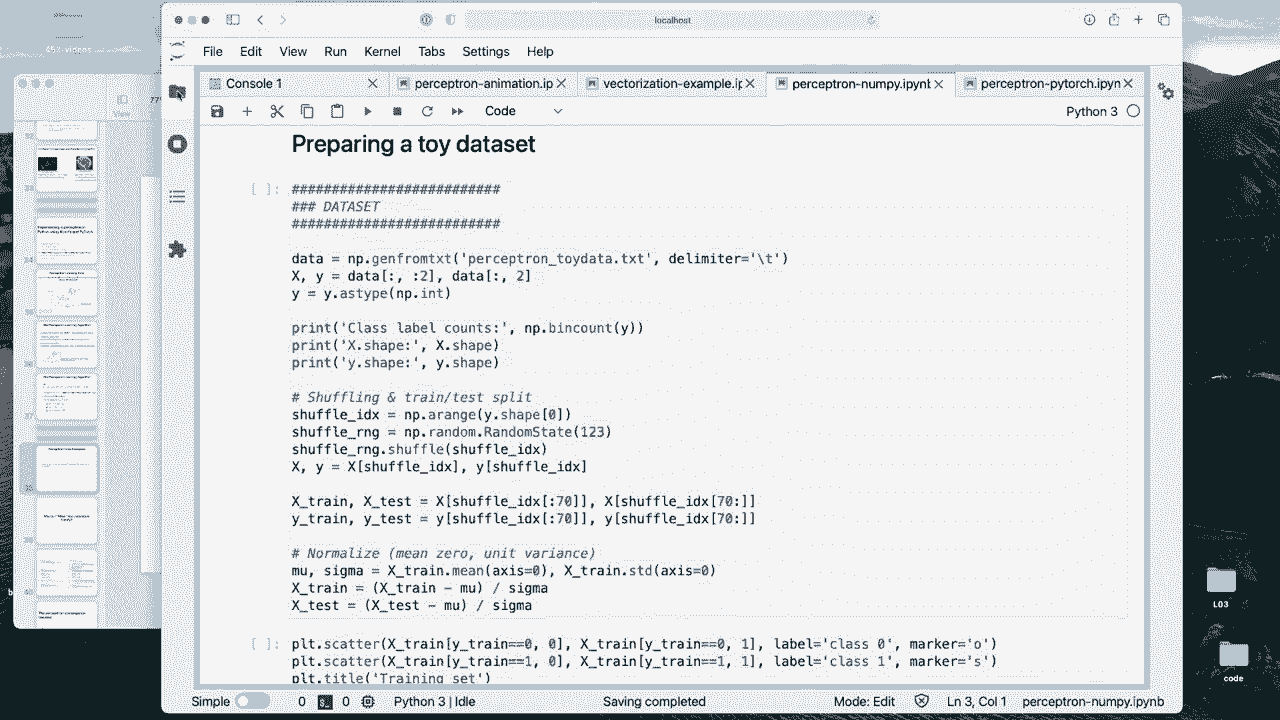 localhost
File Edit View Run Kernel Tabs Settings Help
Console 1 perceptron-animation.ip vectorization-example.ip perceptron-numpy.ipynb perceptron-pytorch.ipyn
Code Python 3
Preparing a toy dataset
[ ]: ##########################
### DATASET
##########################
data = np.genfromtxt('perceptron_toydata.txt', delimiter='\t')
X, y = data[:, :2], data[:, 2]
y = y.astype(np.int)
print('Class label counts:', np.bincount(y))
print('X.shape:', X.shape)
print('y.shape:', y.shape)
# Shuffling & train/test split
shuffle_idx = np.arange(y.shape[0])
shuffle_rng = np.random.RandomState(123)
shuffle_rng.shuffle(shuffle_idx)
X, y = X[shuffle_idx], y[shuffle_idx]
X_train, X_test = X[shuffle_idx[:70]], X[shuffle_idx[70:]]
y_train, y_test = y[shuffle_idx[:70]], y[shuffle_idx[70:]]
# Normalize (mean zero, unit variance)
mu, sigma = X_train.mean(axis=0), X_train.std(axis=0)
X_train = (X_train - mu) / sigma
X_test = (X_test - mu) / sigma
[ ]: plt.scatter(X_train[y_train==0, 0], X_train[y_train==0, 1], label='class 0', marker='o')
plt.scatter(X_train[y_train==1, 0], X_train[y_train==1, 1], label='class 1', marker='s')
plt.title('Training set')
Simple 0 0 Python 3 | Idle Saving completed Mode: Edit Ln 3, Col 1 perceptron-numpy.ipynb
View
L03
code